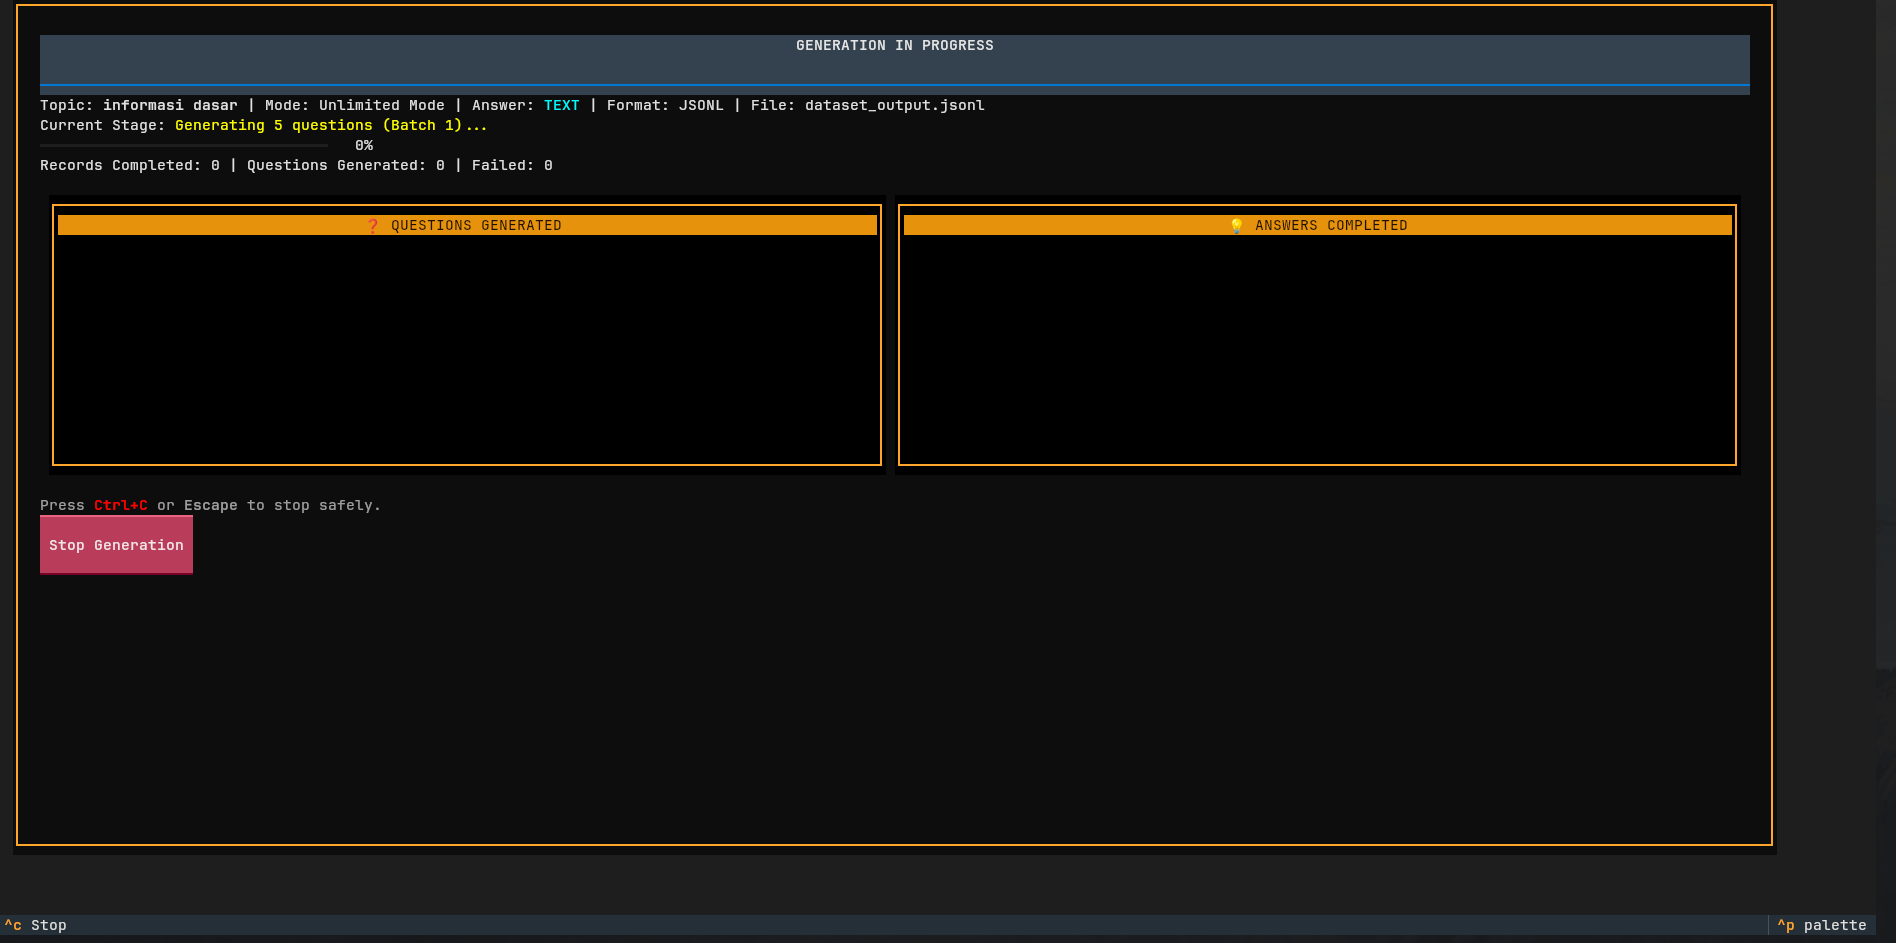 GENERATION IN PROGRESS
Topic: informasi dasar | Mode: Unlimited Mode | Answer: TEXT | Format: JSONL | File: dataset_output.jsonl
Current Stage: Generating 5 questions (Batch 1)...
0%
Records Completed: 0 | Questions Generated: 0 | Failed: 0
❓ QUESTIONS GENERATED
💡 ANSWERS COMPLETED
Press Ctrl+C or Escape to stop safely.
Stop Generation
^c Stop
^p palette